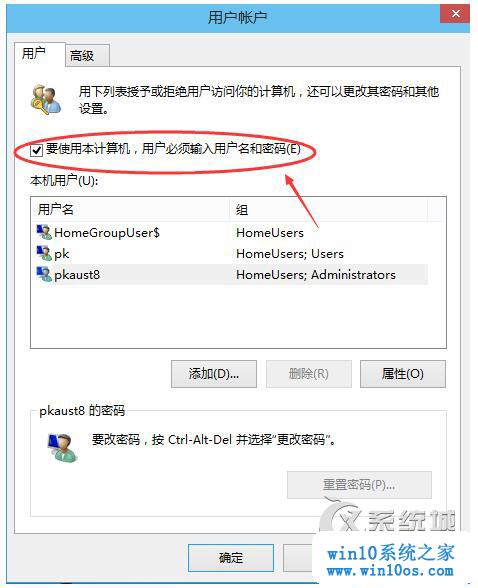 用户帐户
用户
高级
用下列表授予或拒绝用户访问你的计算机，还可以更改其密码和其他
设置。
要使用本计算机，用户必须输入用户名和密码(E)
本机用户(U):
用户名 组
HomeGroupUser$ HomeUsers
pk HomeUsers; Users
pkaust8 HomeUsers; Administrators
添加(D)... 删除(R) 属性(O)
pkaust8 的密码
要改密码，按 Ctrl-Alt-Del 并选择“更改密码”。
重置密码(P)...
系统城
确定
win10系统之家
www.win10os.com